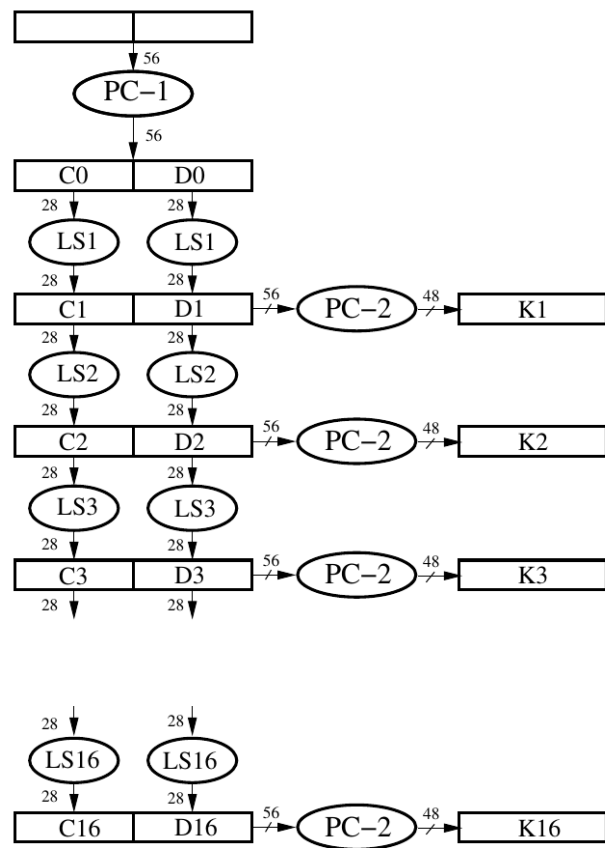 56
PC–1
56
C0 D0
28 28
LS1 LS1
28 28
C1 D1 56 PC–2 48 K1
28 28
LS2 LS2
28 28
C2 D2 56 PC–2 48 K2
28 28
LS3 LS3
28 28
C3 D3 56 PC–2 48 K3
28 28
28 28
LS16 LS16
28 28
C16 D16 56 PC–2 48 K16